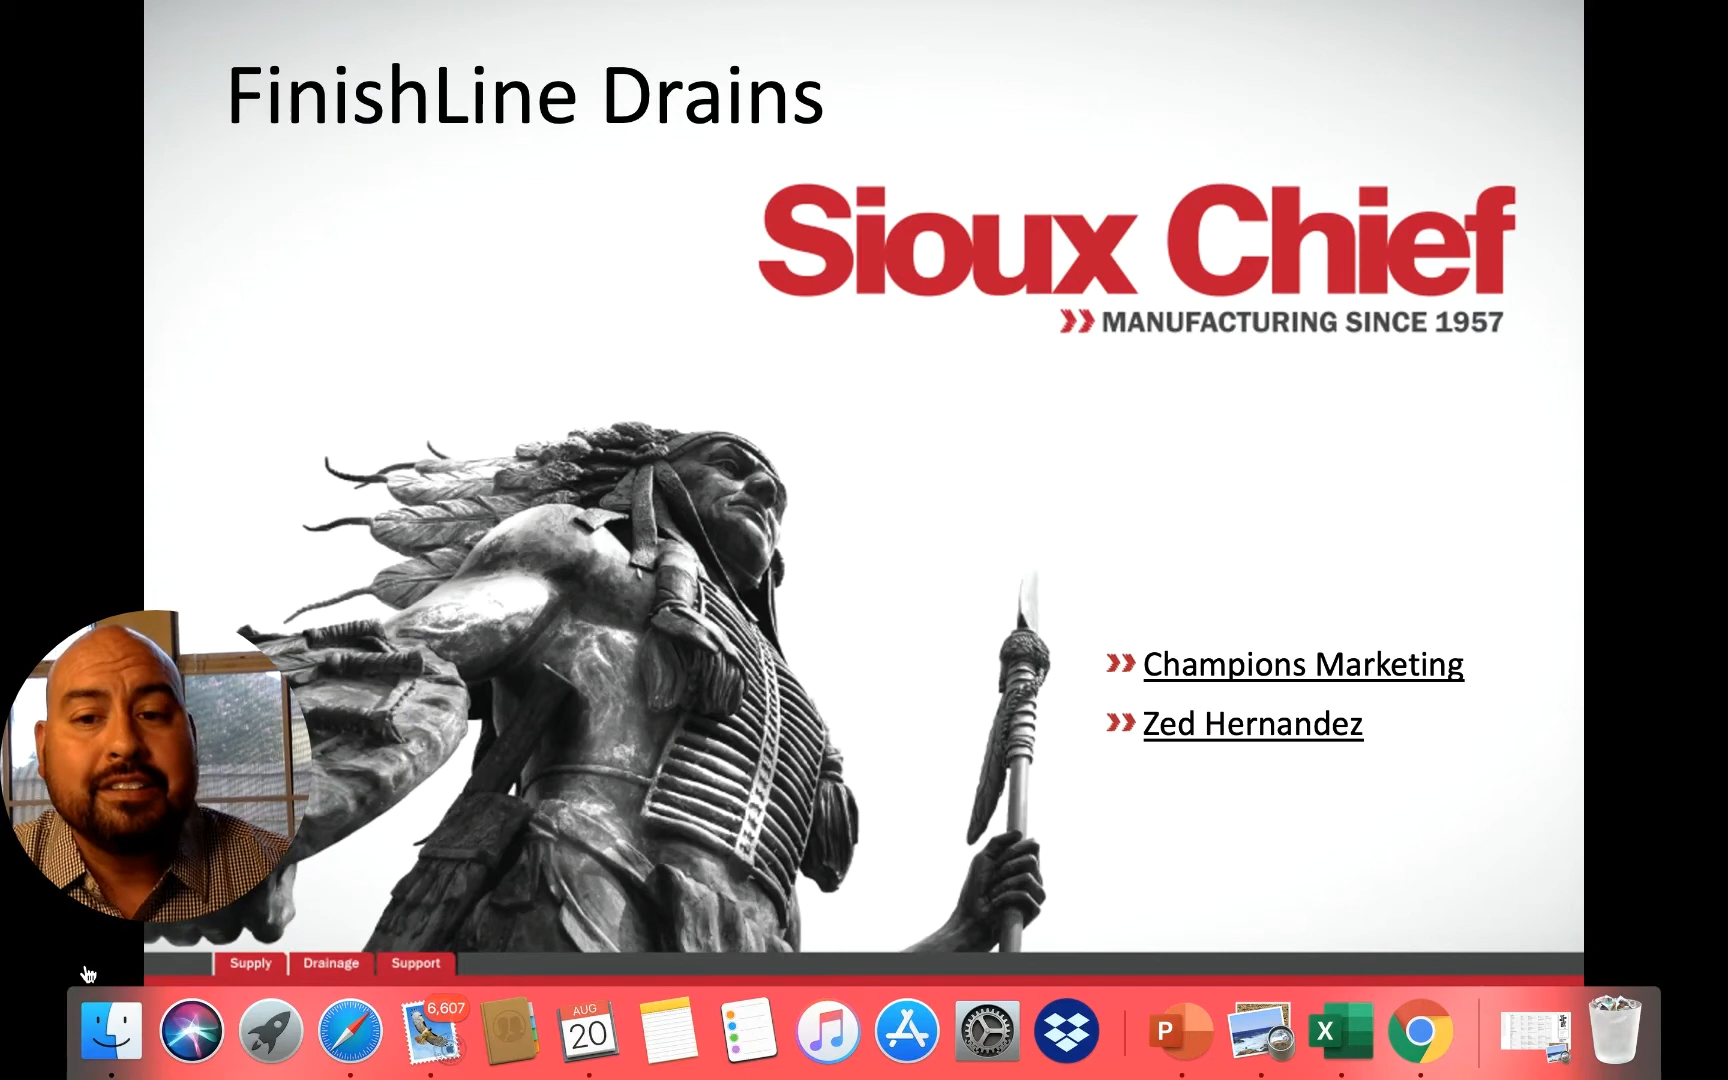 FinishLine Drains
Sioux Chief
MANUFACTURING SINCE 1957
Champions Marketing
Zed Hernandez
Supply Drainage Support
6,607
AUG
20
P
X